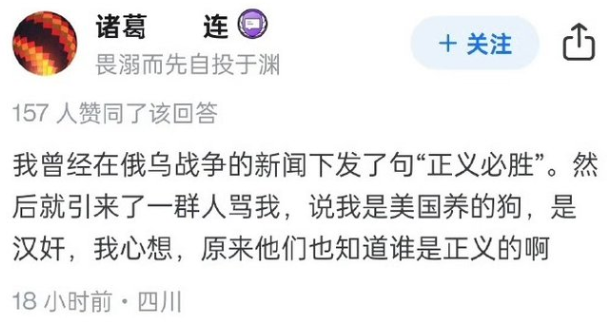 诸葛 连
畏溺而先自投于渊
+ 关注
157 人赞同了该回答
我曾经在俄乌战争的新闻下发了句“正义必胜”。然
后就引来了一群人骂我，说我是美国养的狗，是
汉奸，我心想，原来他们也知道谁是正义的啊
18 小时前・四川